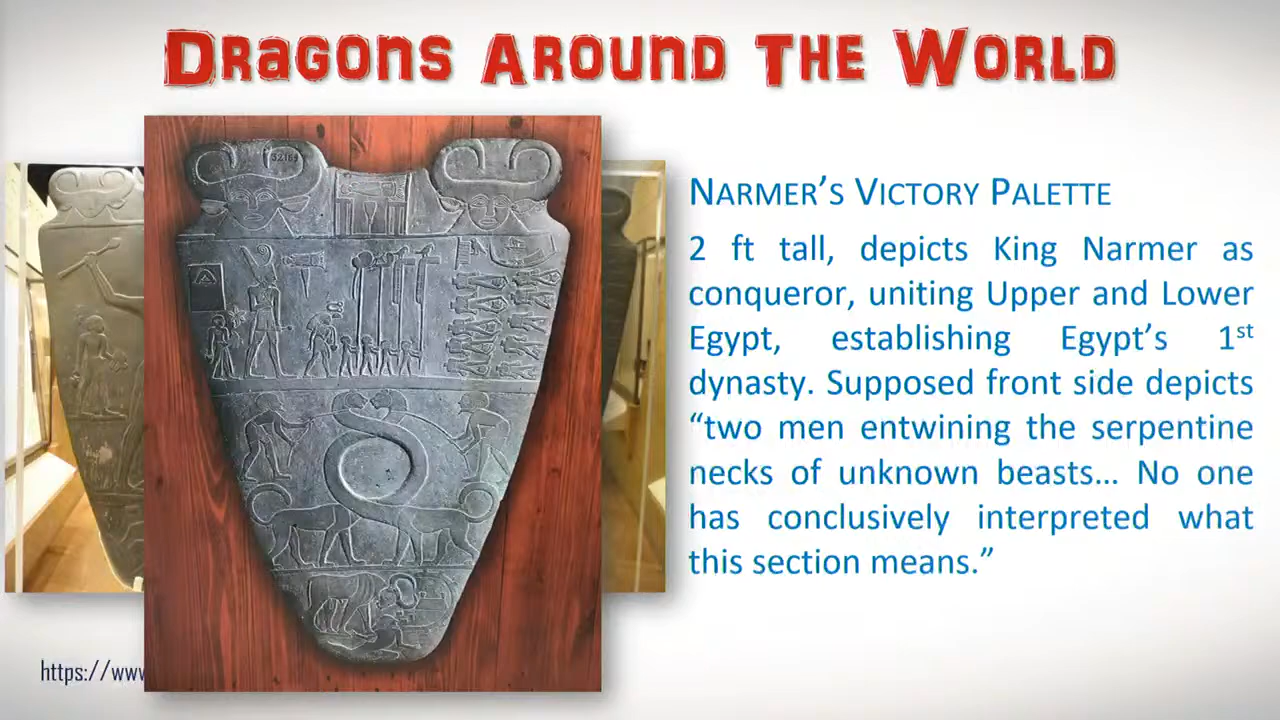 DRAGONS AROUND THE WORLD
32169
NARMER'S VICTORY PALETTE
2 ft tall, depicts King Narmer as
conqueror, uniting Upper and Lower
Egypt, establishing Egypt's 1st
dynasty. Supposed front side depicts
“two men entwining the serpentine
necks of unknown beasts… No one
has conclusively interpreted what
this section means.”
https://www